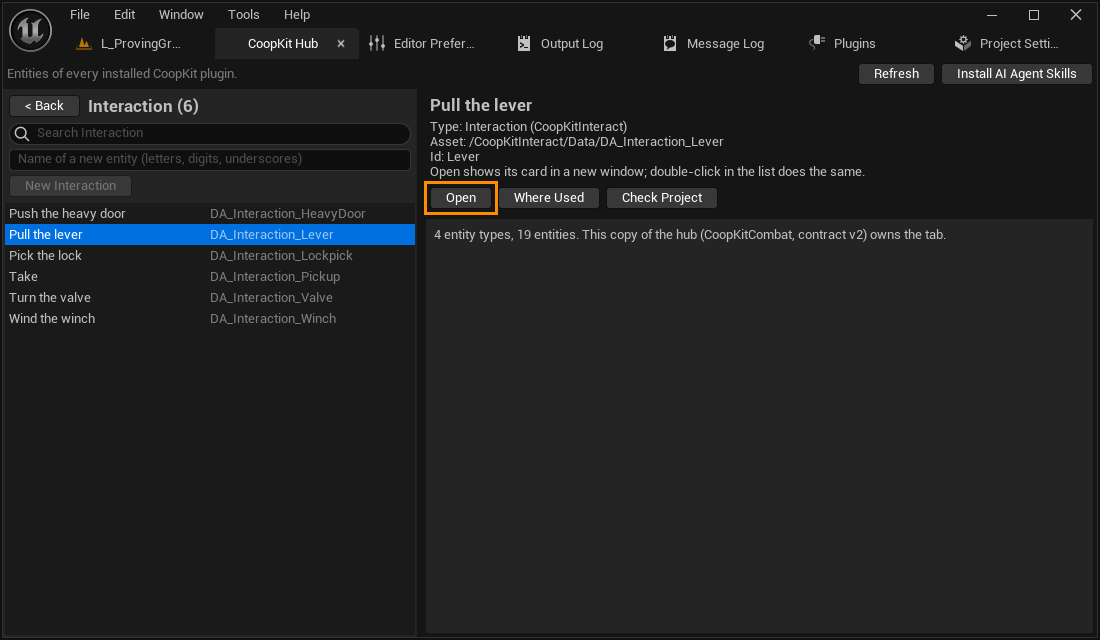 File Edit Window Tools Help
L_ProvingGr... CoopKit Hub Editor Prefer... Output Log Message Log Plugins Project Setti...
Entities of every installed CoopKit plugin.
Refresh Install AI Agent Skills
< Back Interaction (6)
Search Interaction
Name of a new entity (letters, digits, underscores)
New Interaction
Push the heavy door DA_Interaction_HeavyDoor
Pull the lever DA_Interaction_Lever
Pick the lock DA_Interaction_Lockpick
Take DA_Interaction_Pickup
Turn the valve DA_Interaction_Valve
Wind the winch DA_Interaction_Winch
Pull the lever
Type: Interaction (CoopKitInteract)
Asset: /CoopKitInteract/Data/DA_Interaction_Lever
Id: Lever
Open shows its card in a new window; double-click in the list does the same.
Open Where Used Check Project
4 entity types, 19 entities. This copy of the hub (CoopKitCombat, contract v2) owns the tab.